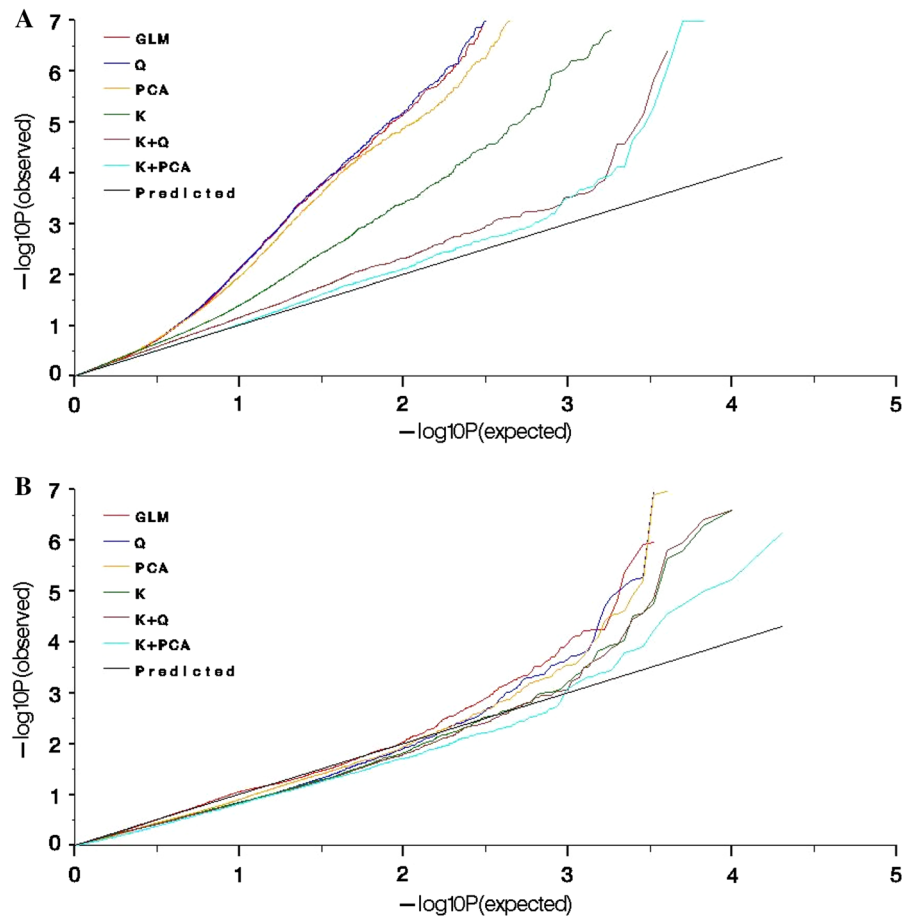 A
7
6
5
4
3
2
1
0
−log10P(observed)
GLM
Q
PCA
K
K+Q
K+PCA
Predicted
0 1 2 3 4 5
−log10P(expected)
B
7
6
5
4
3
2
1
0
−log10P(observed)
GLM
Q
PCA
K
K+Q
K+PCA
Predicted
0 1 2 3 4 5
−log10P(expected)